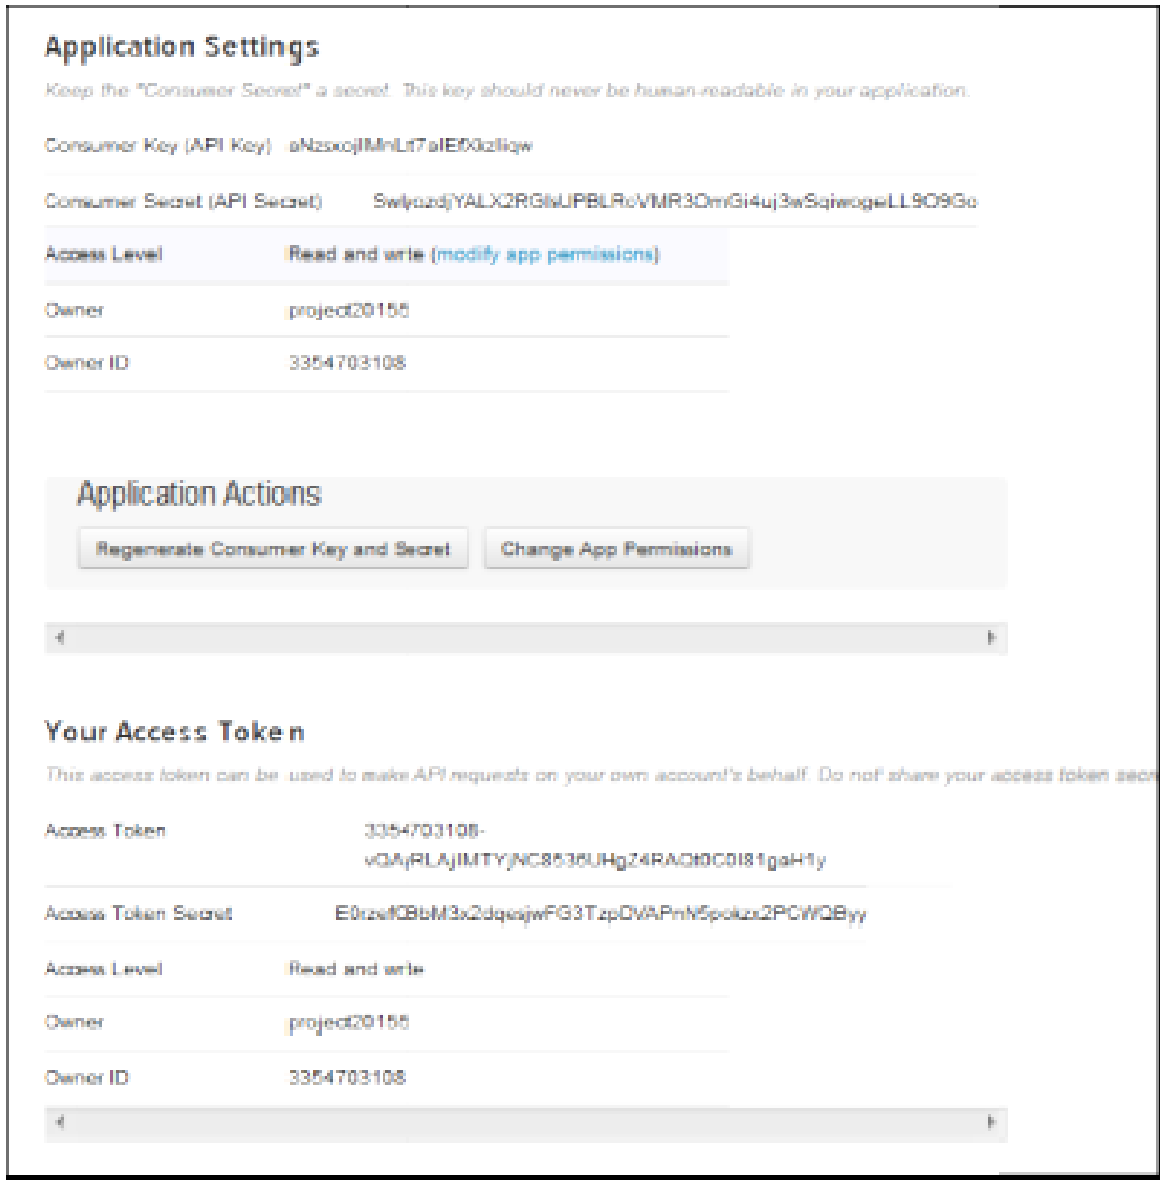 Application Settings
Keep the "Consumer Secret" a secret. This key should never be human-readable in your application.
Consumer Key (API Key)
Consumer Secret (API Secret)
Access Level Read and write (modify app permissions)
Owner project20155
Owner ID 3354703108
Application Actions
Regenerate Consumer Key and Secret Change App Permissions
Your Access Token
This access token can be used to make API requests on your own account's behalf. Do not share your access token secr
Access Token 3354703108-
Access Token Secret
Access Level Read and write
Owner project20155
Owner ID 3354703108